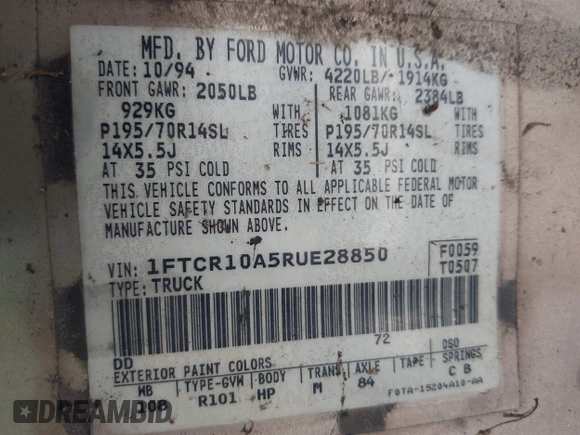 MFD. BY FORD MOTOR CO. IN U.S.A.
DATE: 10/94 GVWR: 4220LB/ 1914KG
FRONT GAWR: 2050LB REAR GAWR: 2384LB
929KG WITH 1081KG WITH
P195/70R14SL TIRES P195/70R14SL TIRES
14X5.5J RIMS 14X5.5J RIMS
AT 35 PSI COLD AT 35 PSI COLD
THIS VEHICLE CONFORMS TO ALL APPLICABLE FEDERAL MOTOR
VEHICLE SAFETY STANDARDS IN EFFECT ON THE DATE OF
MANUFACTURE SHOWN ABOVE.
VIN: 1FTCR10A5RUE28850 F0059
TYPE: TRUCK T0507
72
DD DSO
EXTERIOR PAINT COLORS
WB TYPE-GVW BODY TRANS AXLE TAPE SPRINGS
108 R101 HP M 84 C B
F0TA-15204A10-AA
DREAMBID